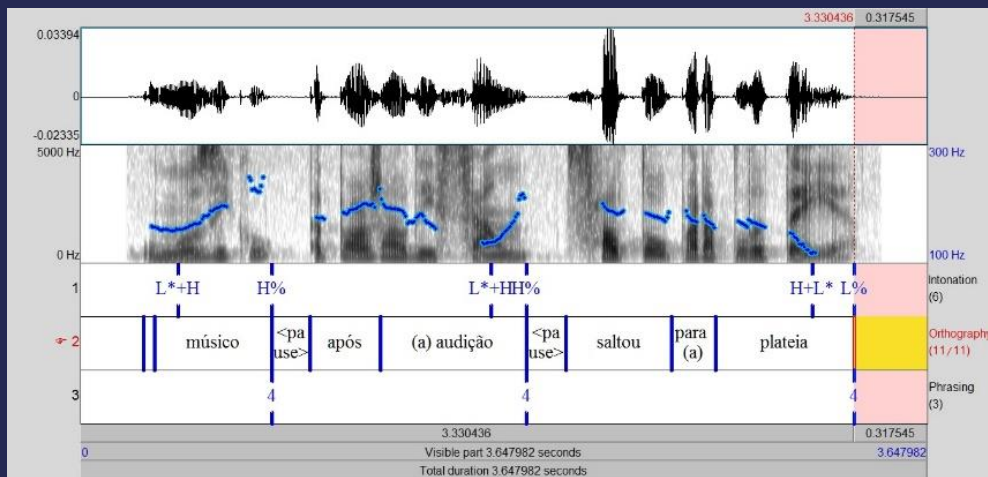 3.330436 0.317545
0.03394
0
-0.02335
5000 Hz 300 Hz
0 Hz 100 Hz
1 L*+H H% L*+HH% H+L* L% Intonation
(6)
2 músico <pa
use> após (a) audição <pa
use> saltou para
(a) plateia Orthography
(11/11)
3 4 4 4 Phrasing
(3)
3.330436 0.317545
0 Visible part 3.647982 seconds 3.647982
Total duration 3.647982 seconds